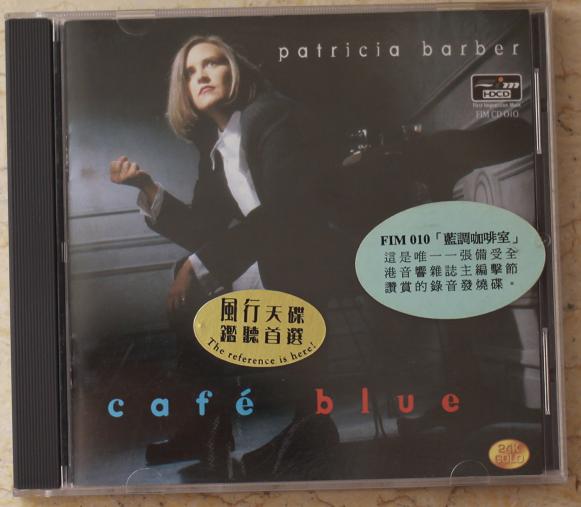 patricia barber
fim
HDCD
First Impression Music
FIM CD 010
FIM 010「藍調咖啡室」
這是唯一一張備受全
港音響雜誌主編擊節
讚賞的錄音發燒碟。
風行天碟
鑑聽首選
The reference is here!
café blue
24K
GOLD